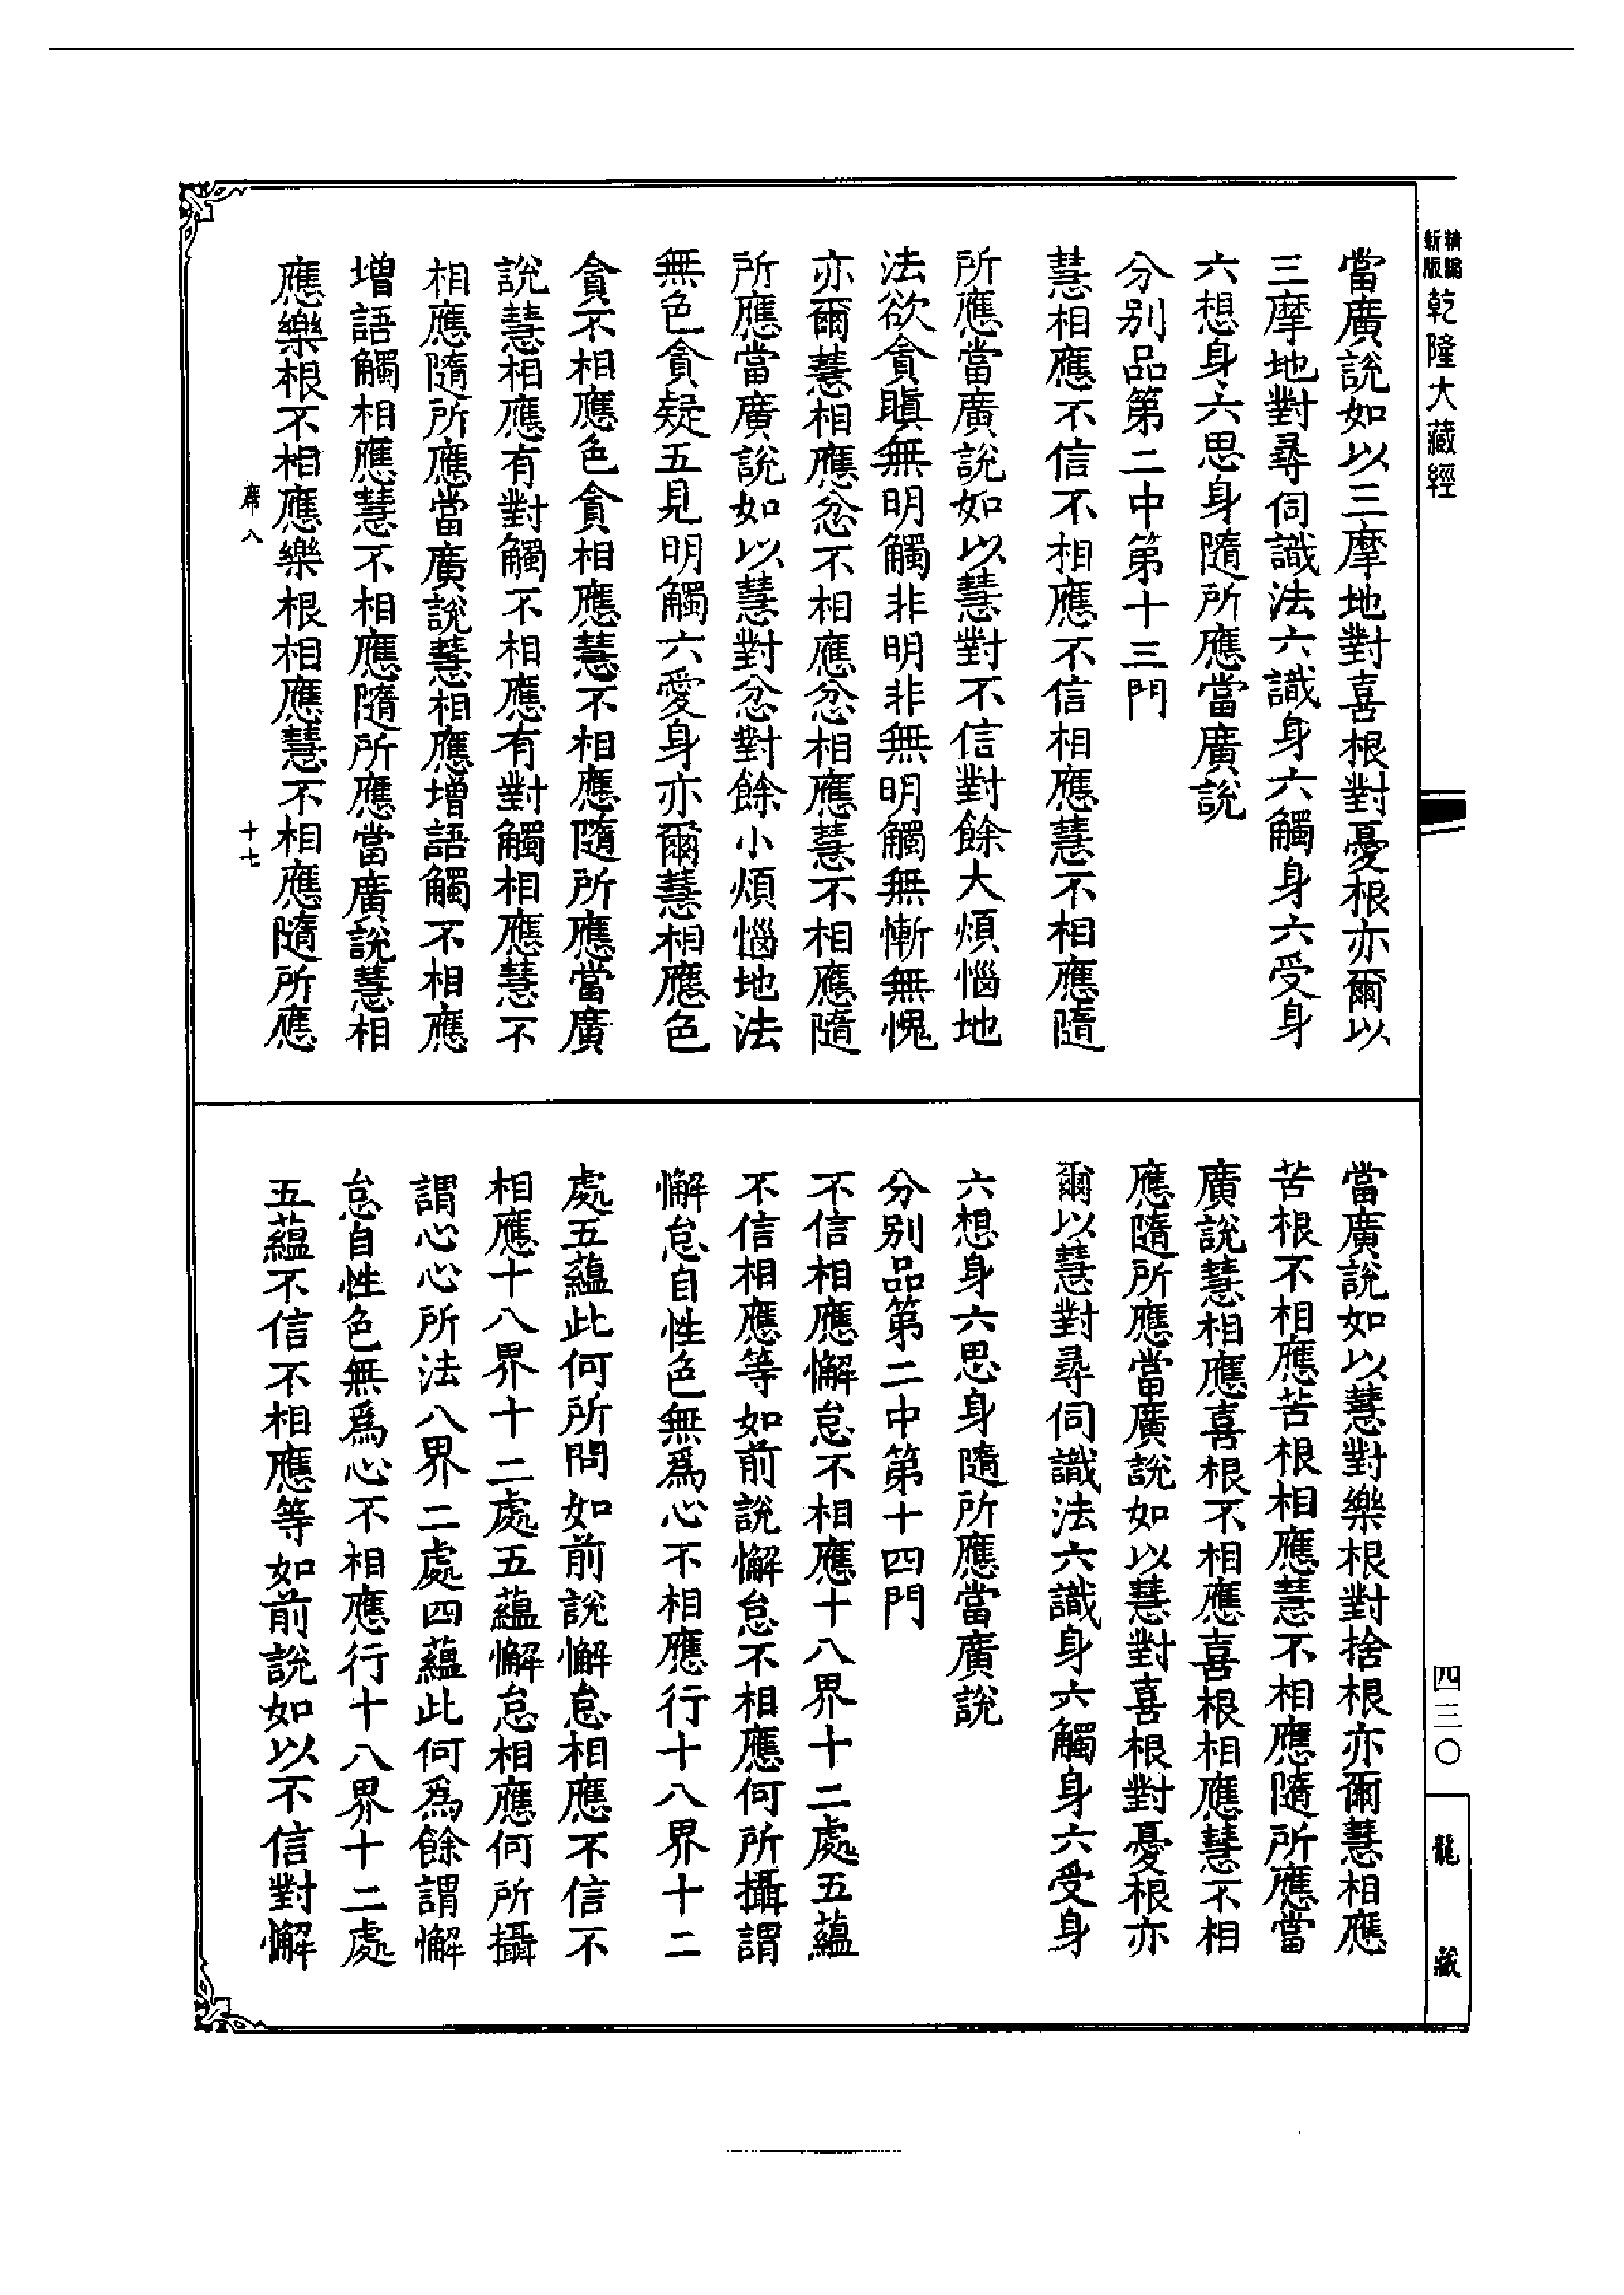 精編
新版
乾隆大藏經
當廣說如以三摩地對喜根對憂根亦爾以
三摩地對尋伺識法六識身六觸身六受身
六想身六思身隨所應當廣說
分别品第二中第十三門
慧相應不信不相應不信相應慧不相應隨
所應當廣說如以慧對不信對餘大煩惱地
法欲貪瞋無明觸非明非無明觸無慚無愧
亦爾慧相應忿不相應忿相應慧不相應隨
所應當廣說如以慧對忿對餘小煩惱地法
無色貪疑五見明觸六愛身亦爾慧相應色
貪不相應色貪相應慧不相應隨所應當廣
說慧相應有對觸不相應有對觸相應慧不
相應隨所應當廣說慧相應增語觸不相應
增語觸相應慧不相應隨所應當廣說慧相
應樂根不相應樂根相應慧不相應隨所應
席八
十七
當廣說如以慧對樂根對捨根亦爾慧相應
苦根不相應苦根相應慧不相應隨所應當
廣說慧相應喜根不相應喜根相應慧不相
應隨所應當廣說如以慧對喜根對憂根亦
爾以慧對尋伺識法六識身六觸身六受身
六想身六思身隨所應當廣說
分别品第二中第十四門
不信相應懈怠不相應十八界十二處五蘊
不信相應等如前說懈怠不相應何所攝謂
懈怠自性色無爲心不相應行十八界十二
處五蘊此何所問如前說懈怠相應不信不
相應十八界十二處五蘊懈怠相應何所攝
謂心心所法八界二處四蘊此何爲餘謂懈
怠自性色無爲心不相應行十八界十二處
五蘊不信不相應等如前說如以不信對懈
四三〇
龍藏